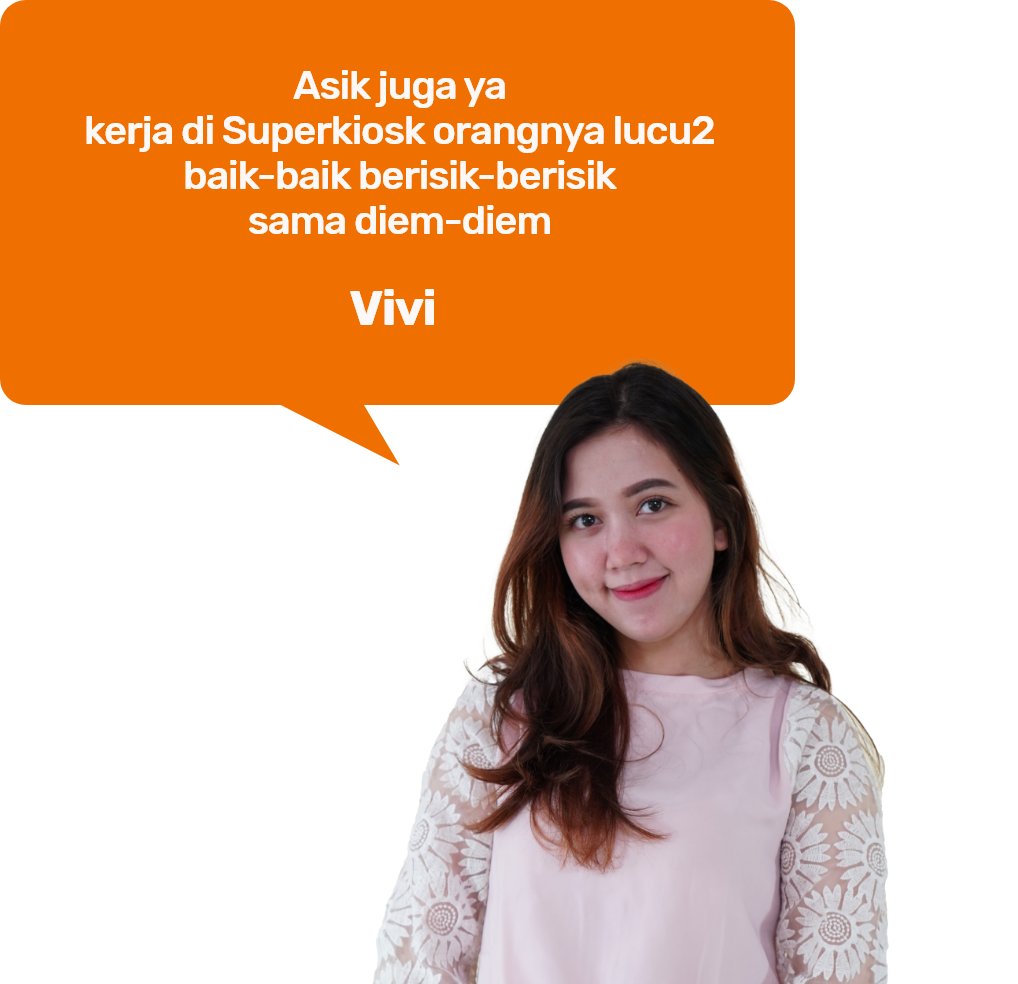 Asik juga ya
kerja di Superkiosk orangnya lucu2
baik-baik berisik-berisik
sama diem-diem
Vivi